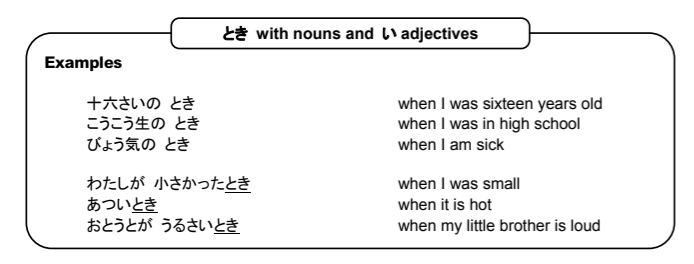 とき with nouns and い adjectives
Examples
十六さいの とき when I was sixteen years old
こうこう生の とき when I was in high school
びょう気の とき when I am sick
わたしが 小さかったとき when I was small
あついとき when it is hot
おとうとが うるさいとき when my little brother is loud